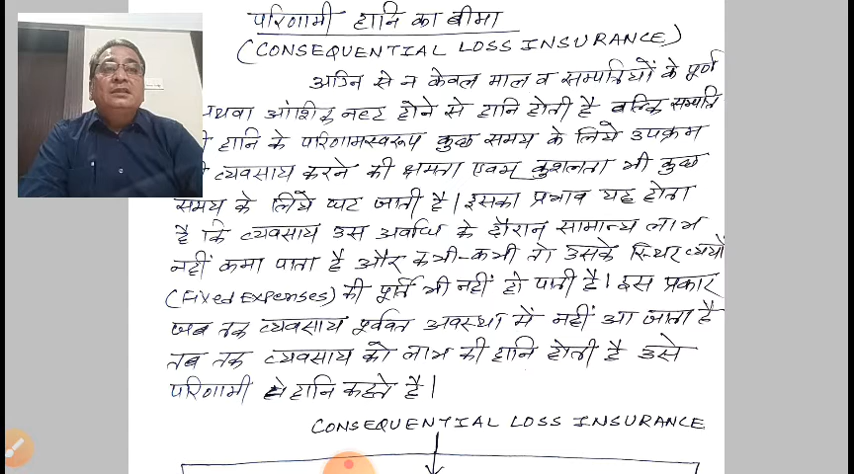 परिणामी हानि का बीमा
(CONSEQUENTIAL LOSS INSURANCE)
अग्नि से न केवल माल व सम्पत्तियों के पूर्ण
अथवा आंशिक नष्ट होने से हानि होती है बल्कि सम्पत्ति
हानि के परिणामस्वरूप कुछ समय के लिये उपक्रम
व्यवसाय करने की क्षमता एवम् कुशलता भी कुछ
समय के लिये घट जाती है। इसका प्रभाव यह होता
है कि व्यवसाय उस अवधि के दौरान सामान्य लाभ
नहीं कमा पाता है और कभी-कभी तो उसके स्थिर व्ययों
(Fixed Expenses) की पूर्ति भी नहीं हो पाती है। इस प्रकार
जब तक व्यवसाय पूर्ववत अवस्था में नहीं आ जाता है
तब तक व्यवसाय को लाभ की हानि होती है उसे
परिणामी हानि कहते है।
CONSEQUENTIAL LOSS INSURANCE